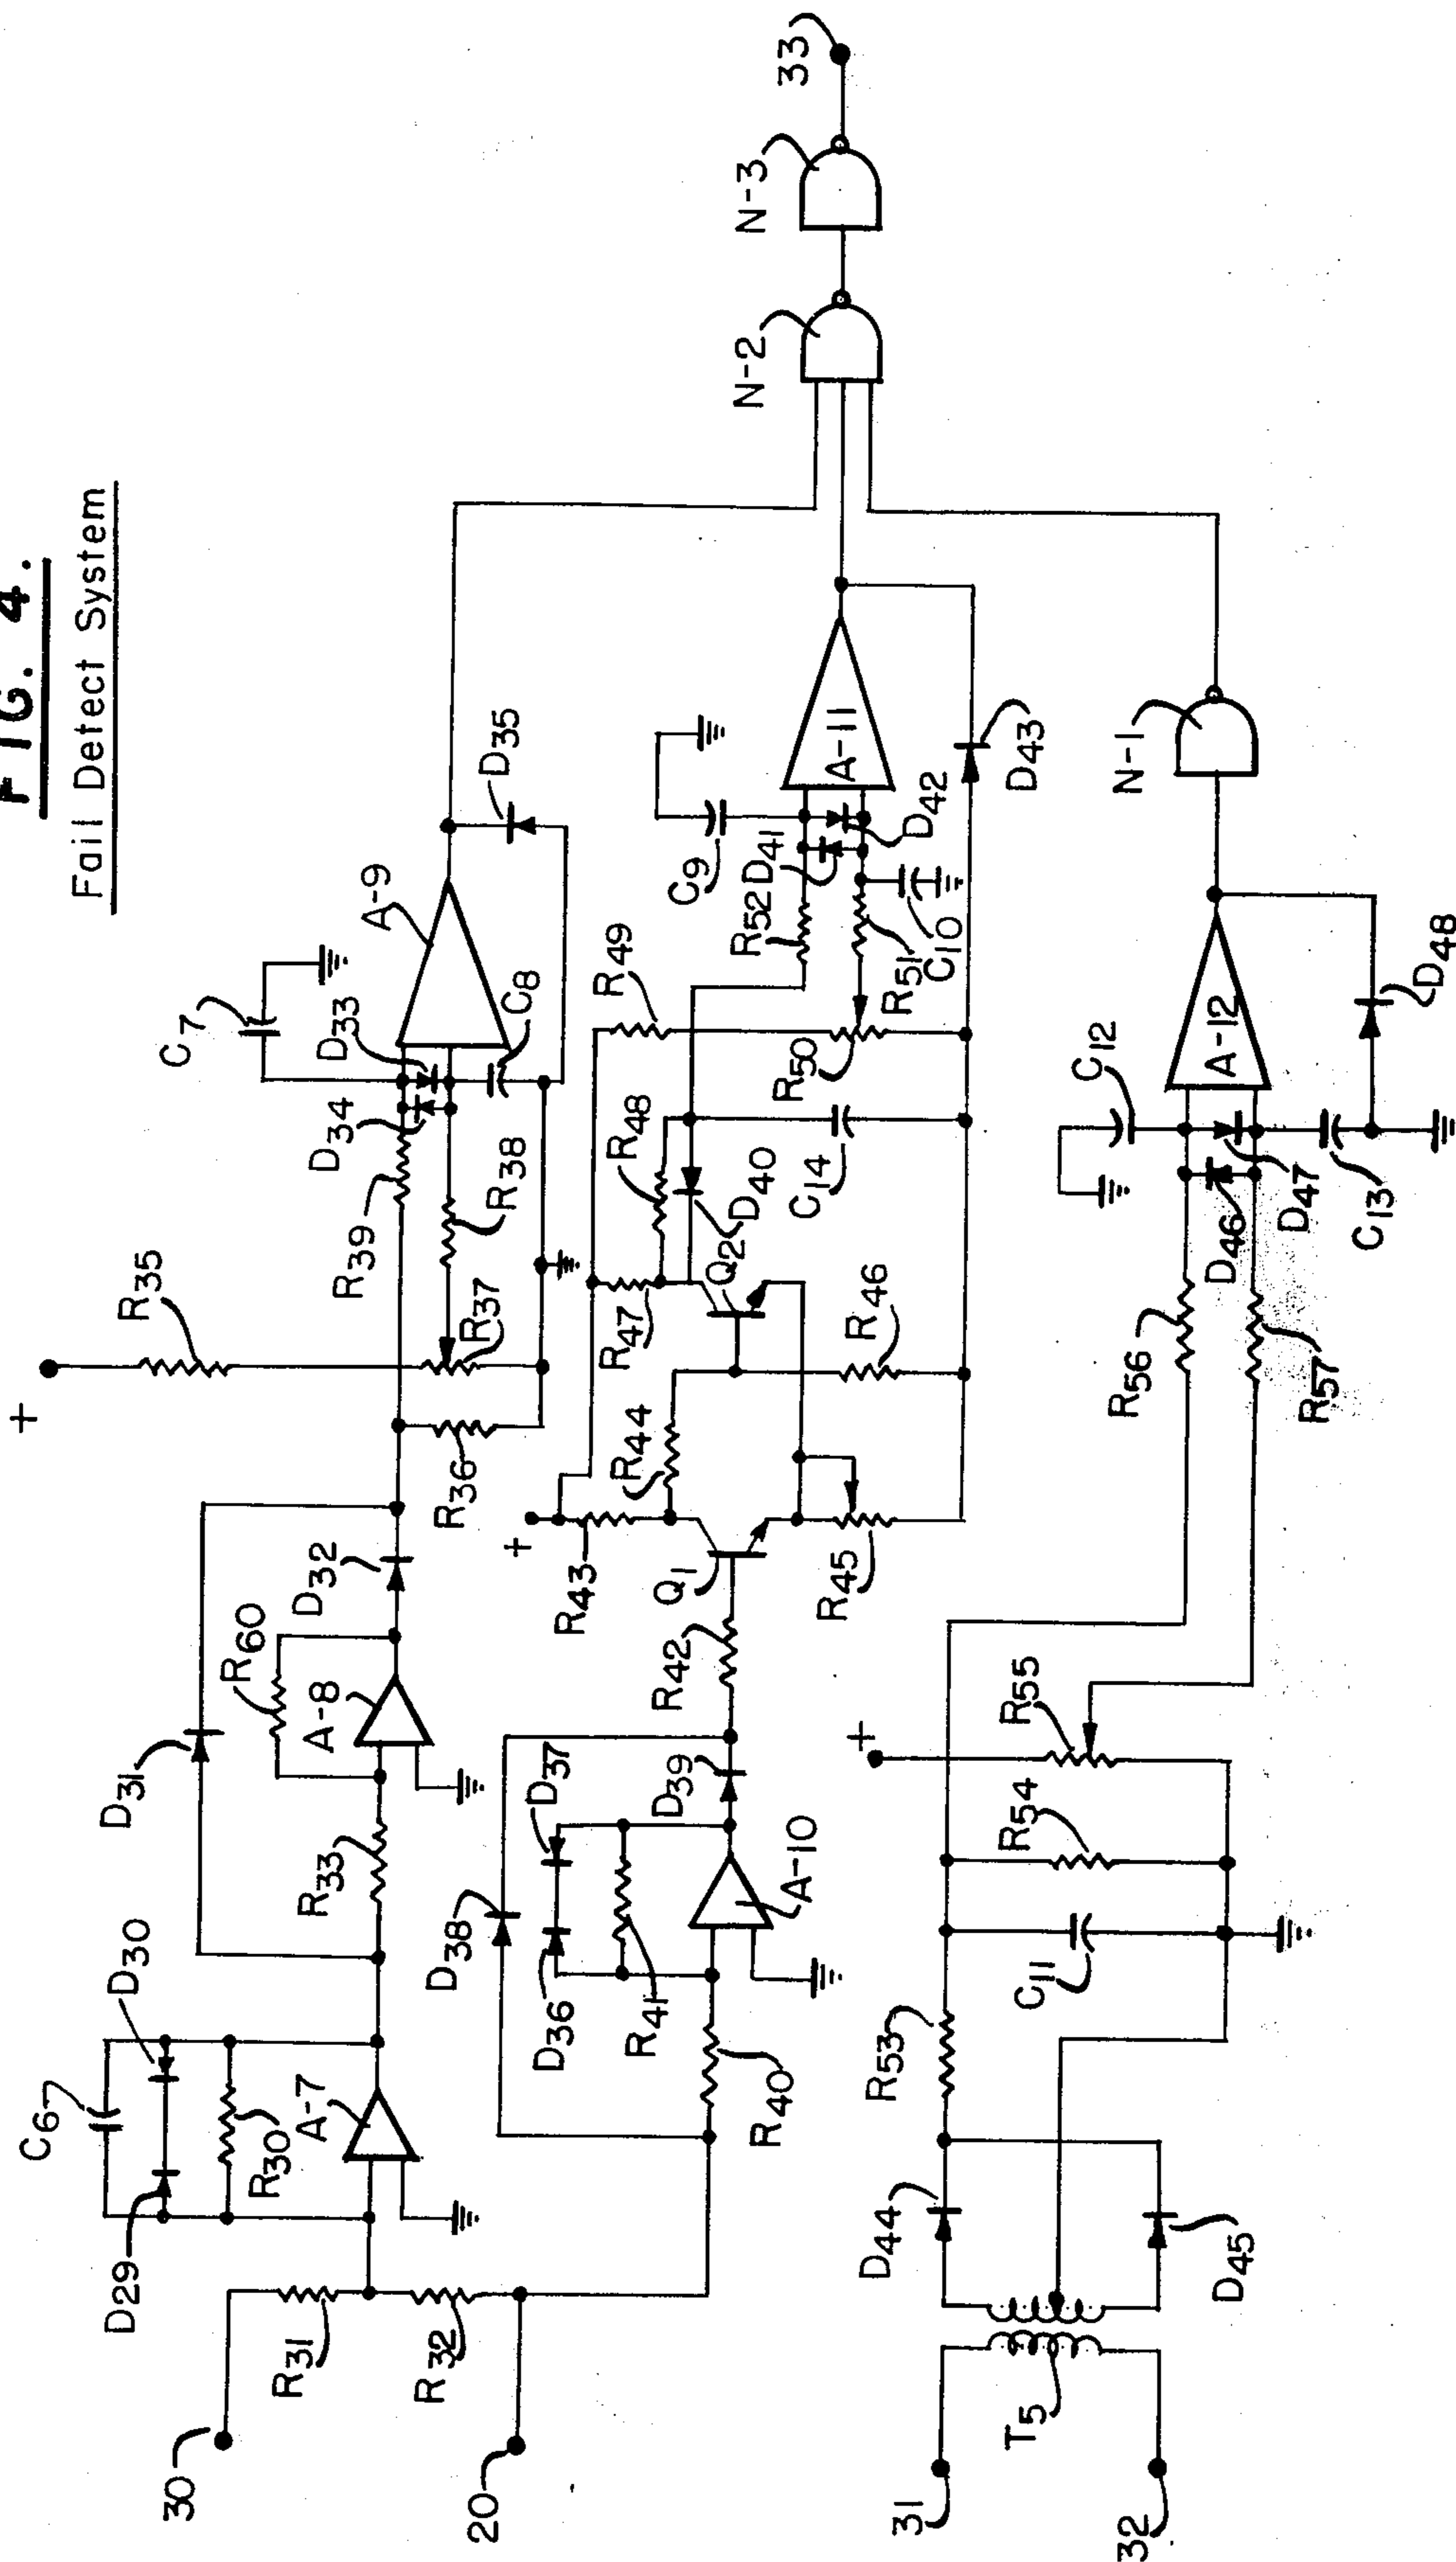 FIG. 4.
Fail Detect System
30
20
31
32
33
R31
R32
D29
C6
D30
R30
A-7
D31
R33
A-8
R60
D32
R36
R35
R37
R39
R38
D34
D33
C7
C8
A-9
D35
D38
D36
D37
R41
R40
A-10
D39
R42
Q1
R43
R44
R45
R46
R47
Q2
R48
D40
C14
R49
R50
R51
R52
D41
C9
C10
D42
A-11
D43
T5
D44
D45
R53
C11
R54
R55
R56
R57
D46
D47
C12
C13
A-12
D48
N-1
N-2
N-3
+
+
+